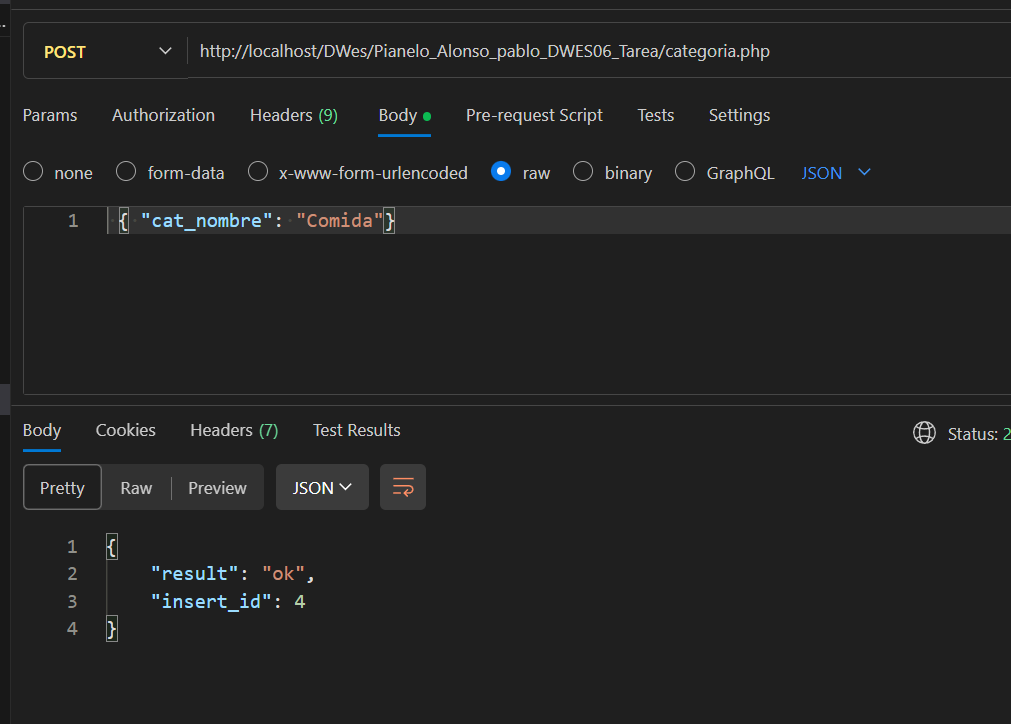 POST http://localhost/DWes/Pianelo_Alonso_pablo_DWES06_Tarea/categoria.php
Params Authorization Headers (9) Body Pre-request Script Tests Settings
none form-data x-www-form-urlencoded raw binary GraphQL JSON
1 { "cat_nombre": "Comida"}
Body Cookies Headers (7) Test Results Status: 2
Pretty Raw Preview JSON
1 {
2 "result": "ok",
3 "insert_id": 4
4 }